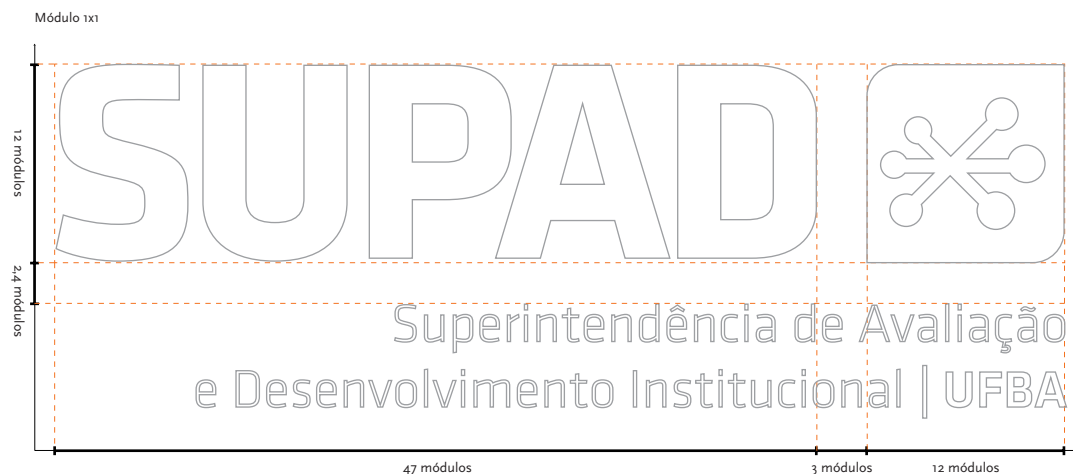 Módulo 1x1
12 módulos
2,4 módulos
SUPAD
Superintendência de Avaliação
e Desenvolvimento Institucional | UFBA
47 módulos
3 módulos
12 módulos